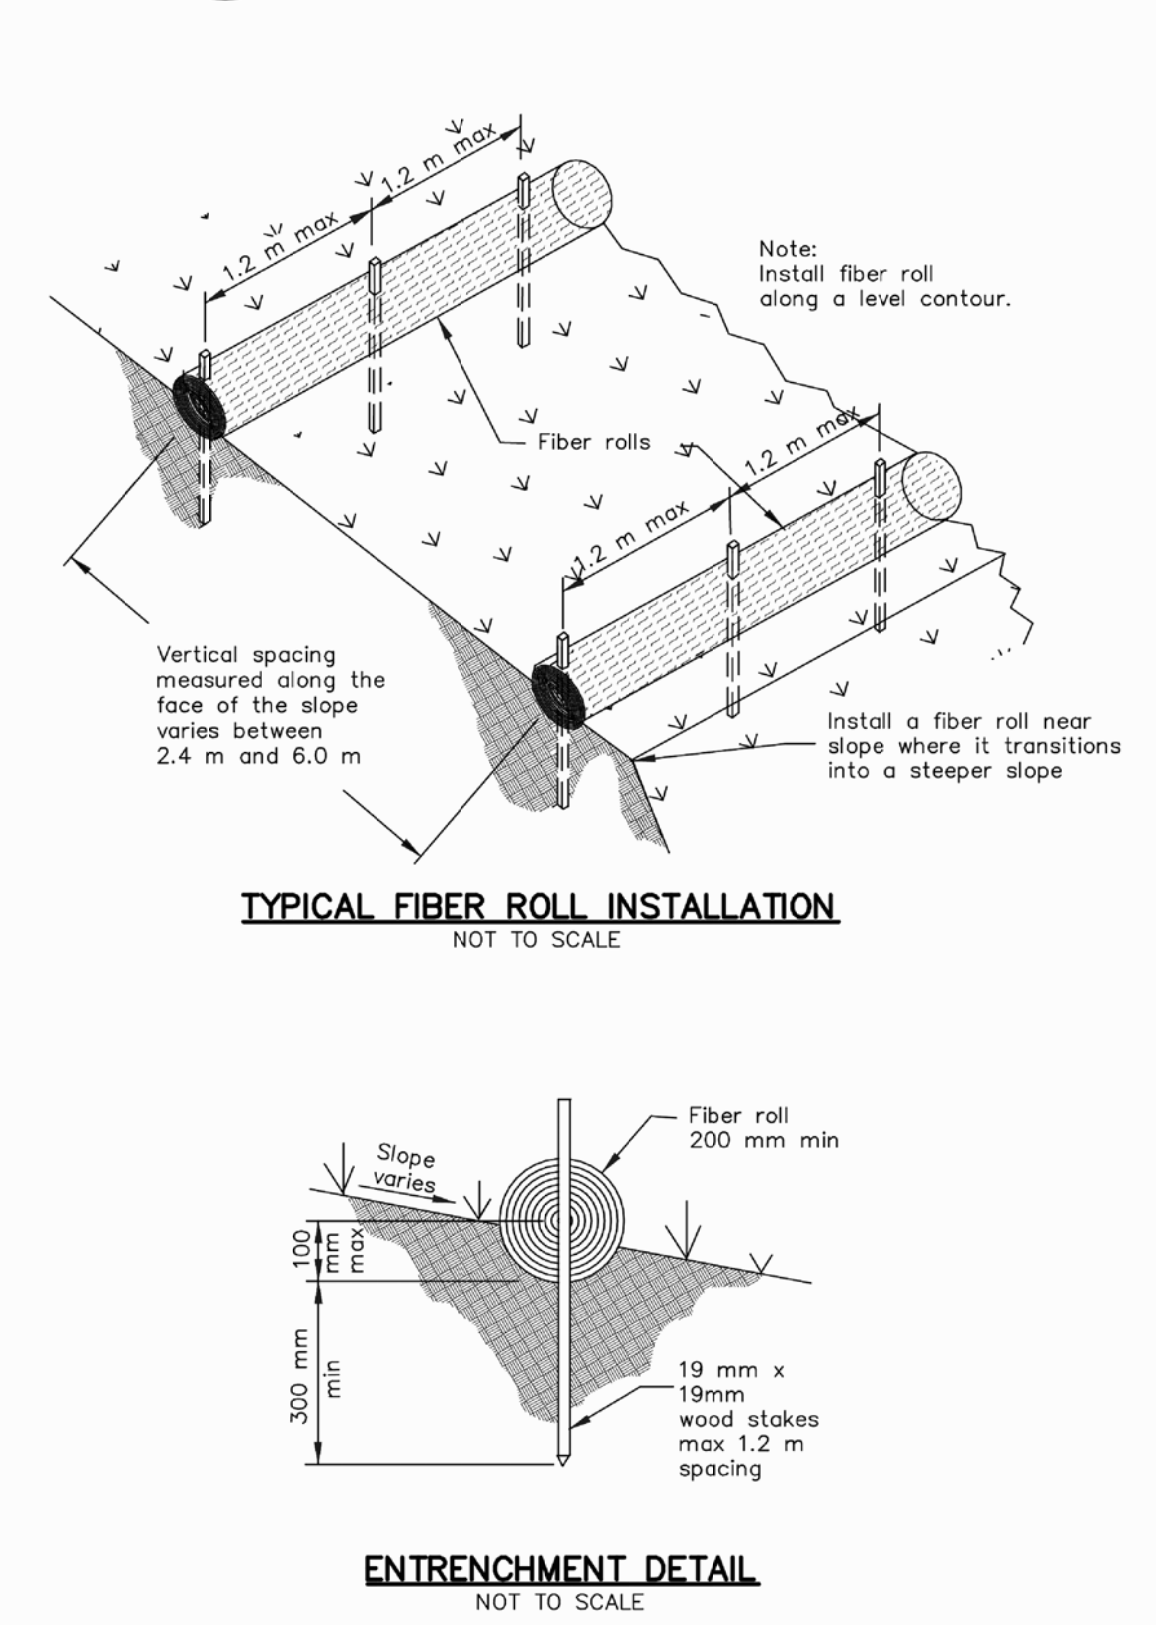 1.2 m max
1.2 m max
Note:
Install fiber roll
along a level contour.
Fiber rolls
1.2 m max
1.2 m max
Vertical spacing
measured along the
face of the slope
varies between
2.4 m and 6.0 m
Install a fiber roll near
slope where it transitions
into a steeper slope
TYPICAL FIBER ROLL INSTALLATION
NOT TO SCALE
Fiber roll
200 mm min
Slope
varies
100
mm
max
300 mm
min
19 mm x
19mm
wood stakes
max 1.2 m
spacing
ENTRENCHMENT DETAIL
NOT TO SCALE